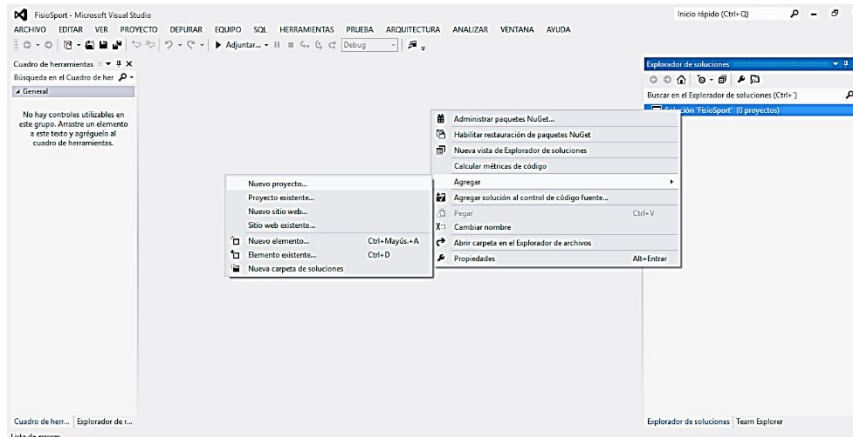 FisioSport - Microsoft Visual Studio
Inicio rápido (Ctrl+Q)
ARCHIVO EDITAR VER PROYECTO DEPURAR EQUIPO SQL HERRAMIENTAS PRUEBA ARQUITECTURA ANALIZAR VENTANA AYUDA
Adjuntar... Debug
Cuadro de herramientas
Búsqueda en el Cuadro de her
General
No hay controles utilizables en
este grupo. Arrastre un elemento
a este texto y agréguelo al
cuadro de herramientas.
Nuevo proyecto...
Proyecto existente...
Nuevo sitio web...
Sitio web existente...
Nuevo elemento... Ctrl+Mayús.+A
Elemento existente... Ctrl+D
Nueva carpeta de soluciones
Administrar paquetes NuGet...
Habilitar restauración de paquetes NuGet
Nueva vista de Explorador de soluciones
Calcular métricas de código
Agregar
Agregar solución al control de código fuente...
Pegar Ctrl+V
Cambiar nombre
Abrir carpeta en el Explorador de archivos
Propiedades Alt+Entrar
Explorador de soluciones
Buscar en el Explorador de soluciones (Ctrl+')
Solución 'FisioSport' (0 proyectos)
Cuadro de herr... Explorador de r...
Explorador de soluciones Team Explorer
Lista de errores